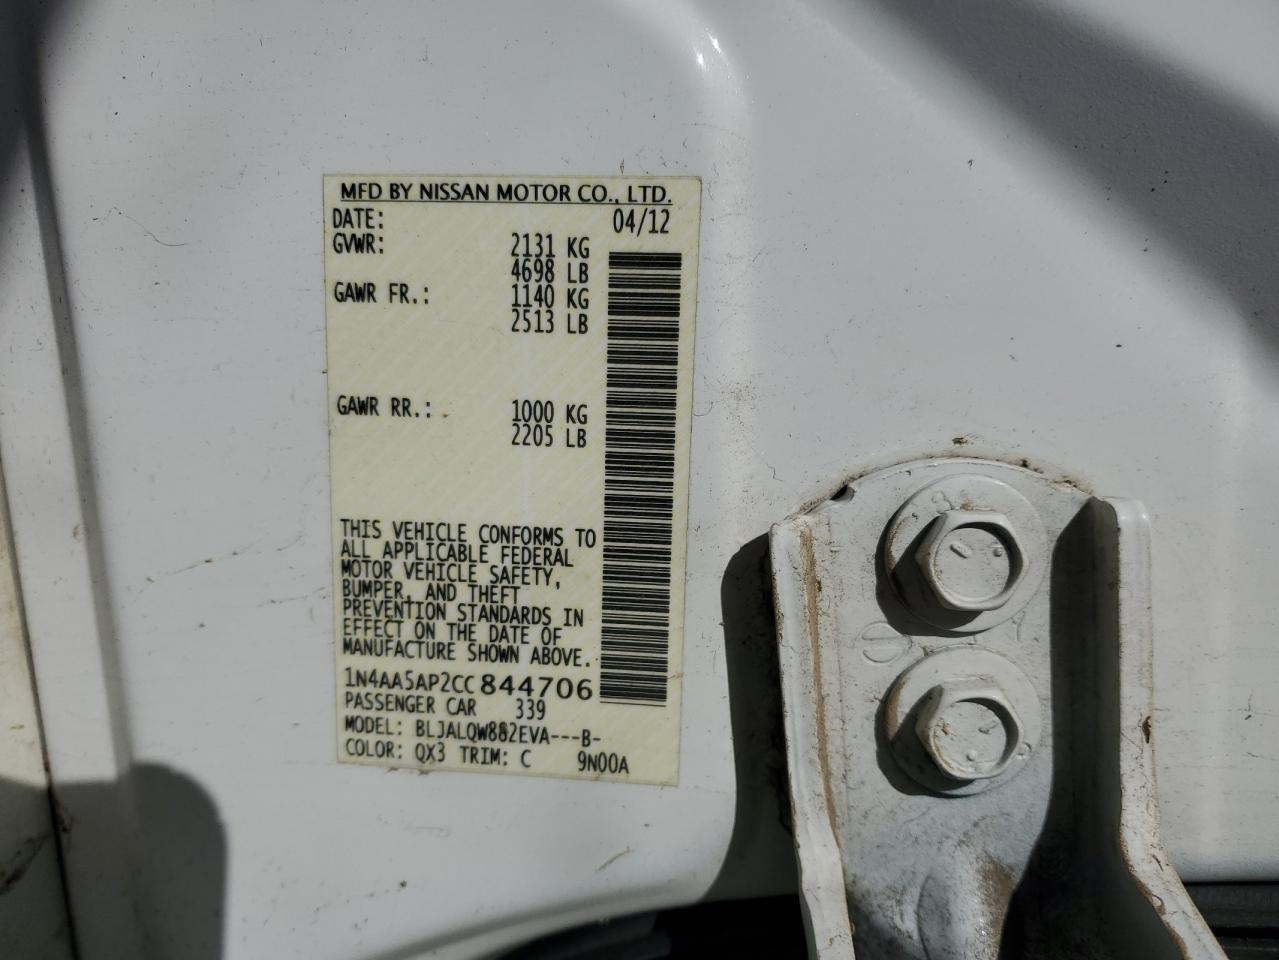 MFD BY NISSAN MOTOR CO., LTD.
DATE: 04/12
GVWR: 2131 KG
4698 LB
GAWR FR.: 1140 KG
2513 LB
GAWR RR.: 1000 KG
2205 LB
THIS VEHICLE CONFORMS TO
ALL APPLICABLE FEDERAL
MOTOR VEHICLE SAFETY,
BUMPER, AND THEFT
PREVENTION STANDARDS IN
EFFECT ON THE DATE OF
MANUFACTURE SHOWN ABOVE.
1N4AA5AP2CC844706
PASSENGER CAR 339
MODEL: BLJALQW882EVA---B-
COLOR: QX3 TRIM: C 9N00A